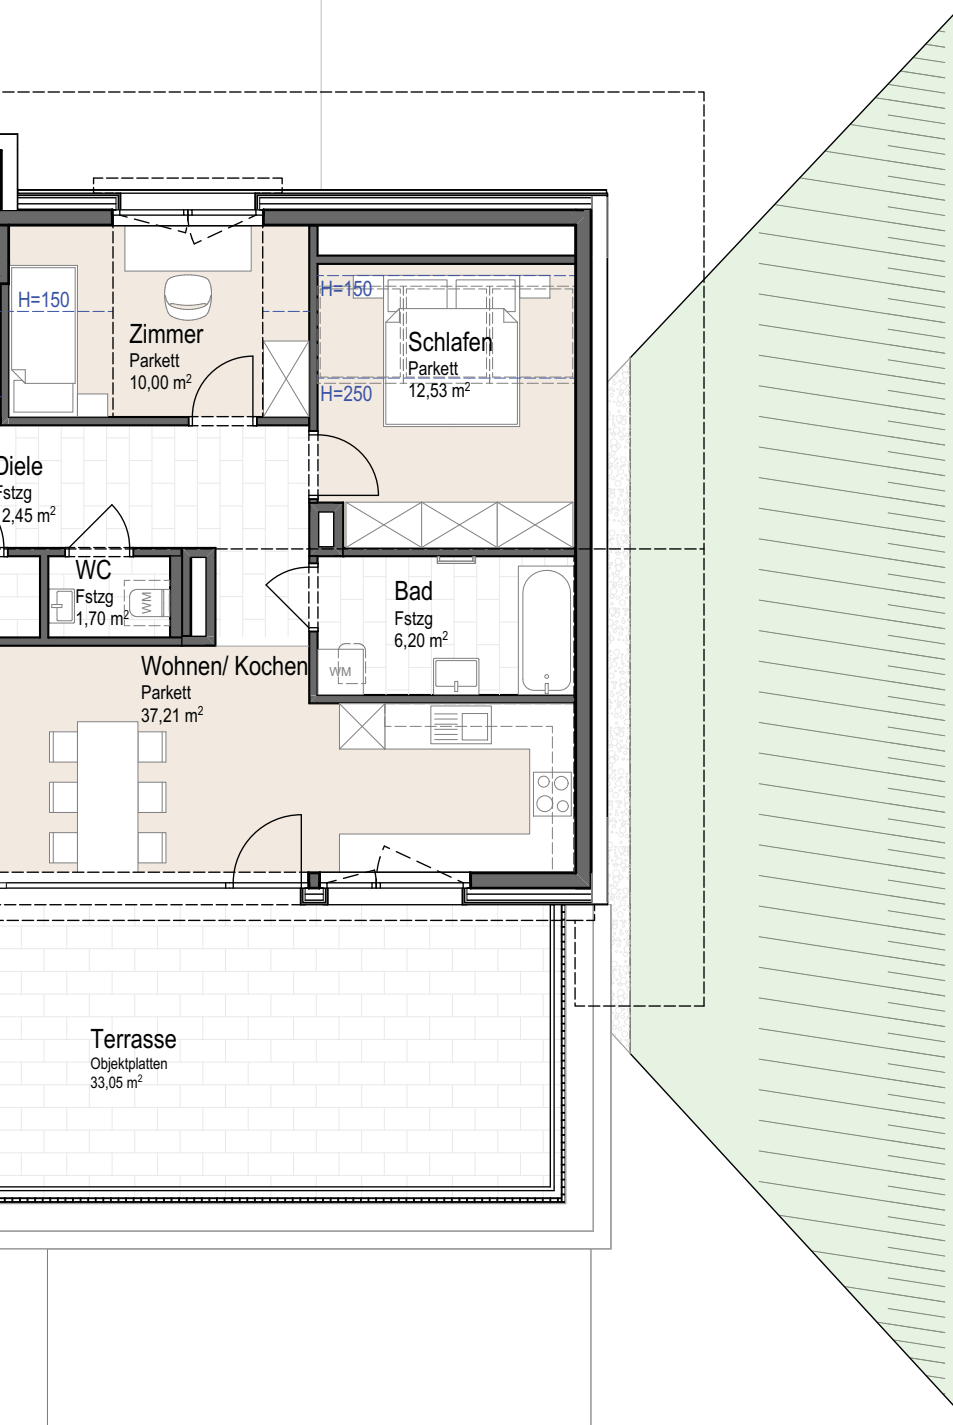 H=150
Zimmer
Parkett
10,00 m²
H=150
Schlafen
Parkett
12,53 m²
H=250
Diele
Fstzg
2,45 m²
WC
Fstzg
1,70 m²
WM
Bad
Fstzg
6,20 m²
WM
Wohnen/ Kochen
Parkett
37,21 m²
Terrasse
Objektplatten
33,05 m²